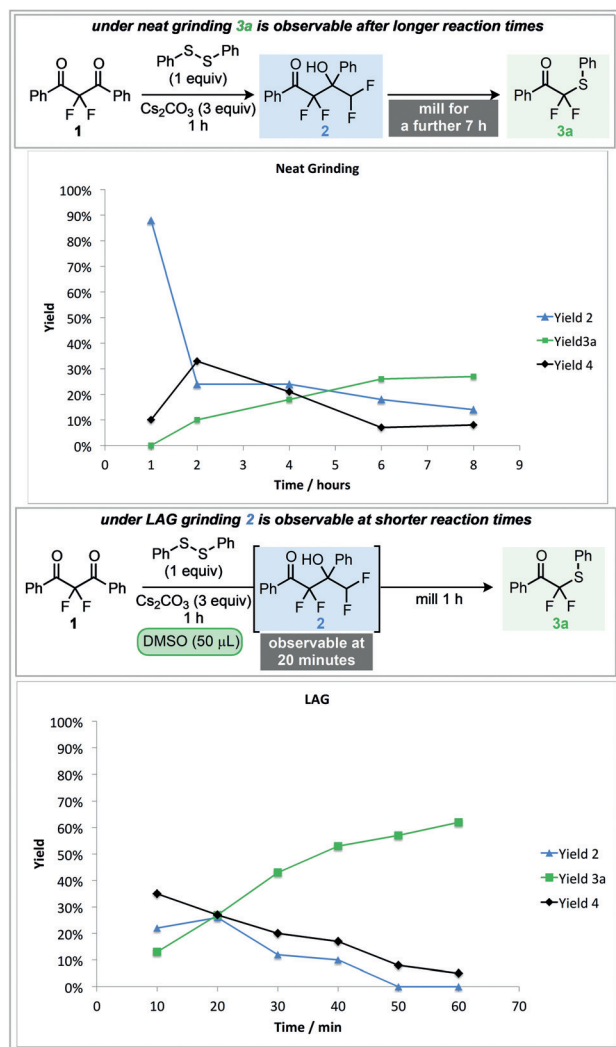 under neat grinding 3a is observable after longer reaction times
Ph S S Ph
(1 equiv)
Cs2CO3 (3 equiv)
1 h
O O
Ph Ph
F F
1
O HO Ph
Ph F
F F F
2
mill for
a further 7 h
O Ph
Ph S
F F
3a
Neat Grinding
100%
90%
80%
70%
60%
50%
40%
30%
20%
10%
0%
Yield
0 1 2 3 4 5 6 7 8 9
Time / hours
Yield 2
Yield3a
Yield 4
under LAG grinding 2 is observable at shorter reaction times
Ph S S Ph
(1 equiv)
Cs2CO3 (3 equiv)
1 h
DMSO (50 μL)
O O
Ph Ph
F F
1
O HO Ph
Ph F
F F F
2
observable at
20 minutes
mill 1 h
O Ph
Ph S
F F
3a
LAG
100%
90%
80%
70%
60%
50%
40%
30%
20%
10%
0%
Yield
0 10 20 30 40 50 60 70
Time / min
Yield 2
Yield 3a
Yield 4